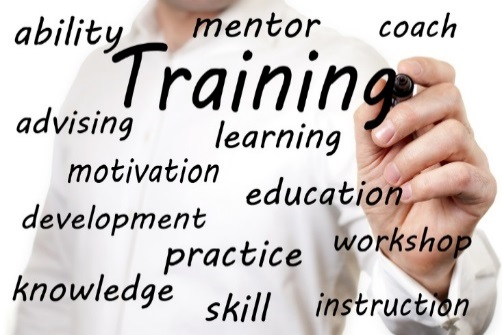 ability mentor coach
Training
advising learning
motivation
education
development
practice workshop
knowledge
skill instruction